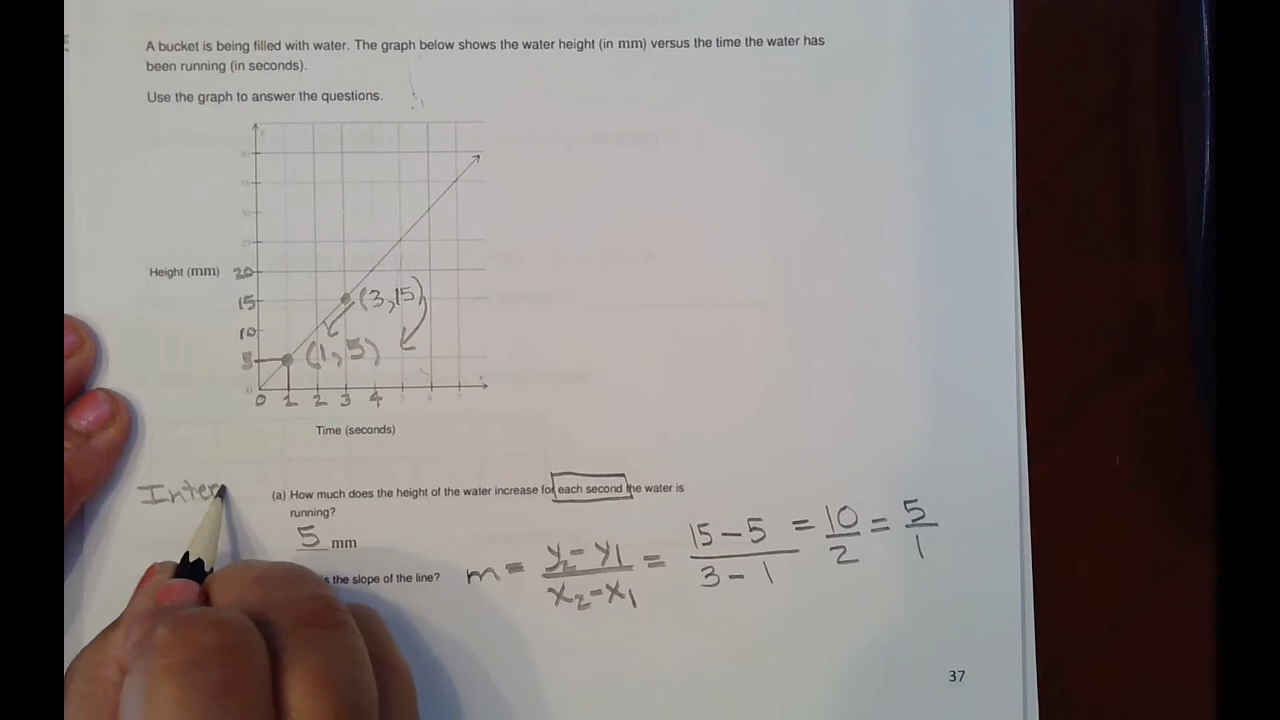 A bucket is being filled with water. The graph below shows the water height (in mm) versus the time the water has
been running (in seconds).
Use the graph to answer the questions.
Height (mm)
20
15
10
5
0
(3,15)
(1,5)
0 1 2 3 4
Time (seconds)
Inter
(a) How much does the height of the water increase for each second the water is
running?
5 mm
the slope of the line?
m = y2 - y1 / x2 - x1 = 15 - 5 / 3 - 1 = 10 / 2 = 5 / 1
37